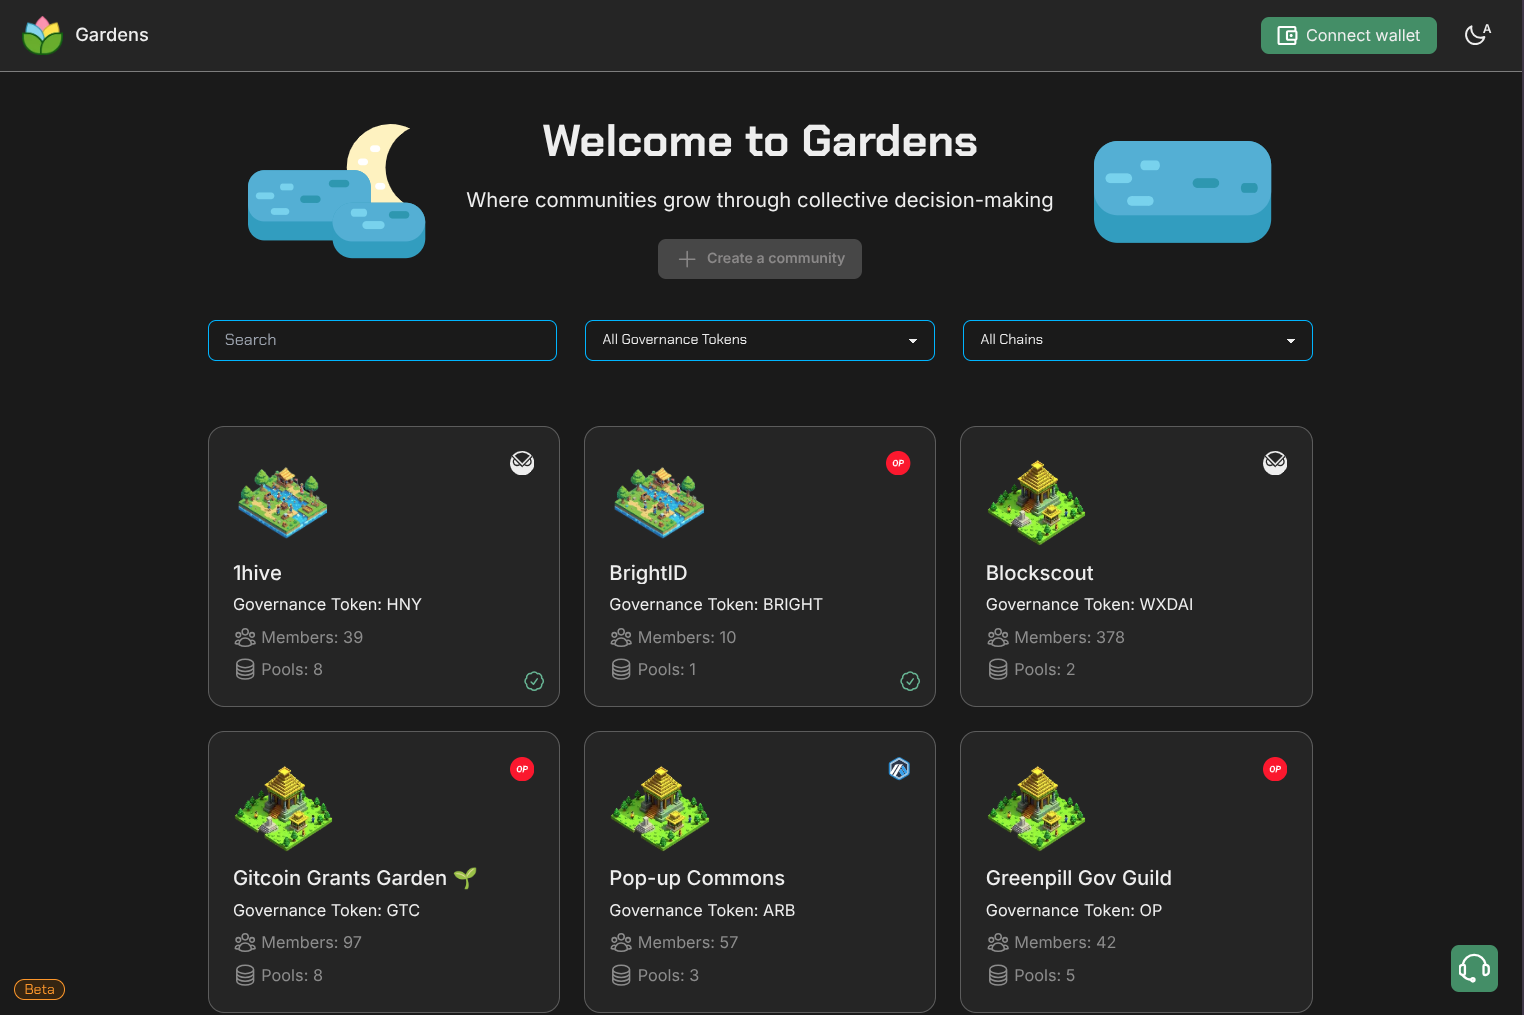 Gardens
Connect wallet
A
Welcome to Gardens
Where communities grow through collective decision-making
Create a community
Search
All Governance Tokens
All Chains
1hive
Governance Token: HNY
Members: 39
Pools: 8
OP
BrightID
Governance Token: BRIGHT
Members: 10
Pools: 1
Blockscout
Governance Token: WXDAI
Members: 378
Pools: 2
OP
Gitcoin Grants Garden
Governance Token: GTC
Members: 97
Pools: 8
Pop-up Commons
Governance Token: ARB
Members: 57
Pools: 3
OP
Greenpill Gov Guild
Governance Token: OP
Members: 42
Pools: 5
Beta